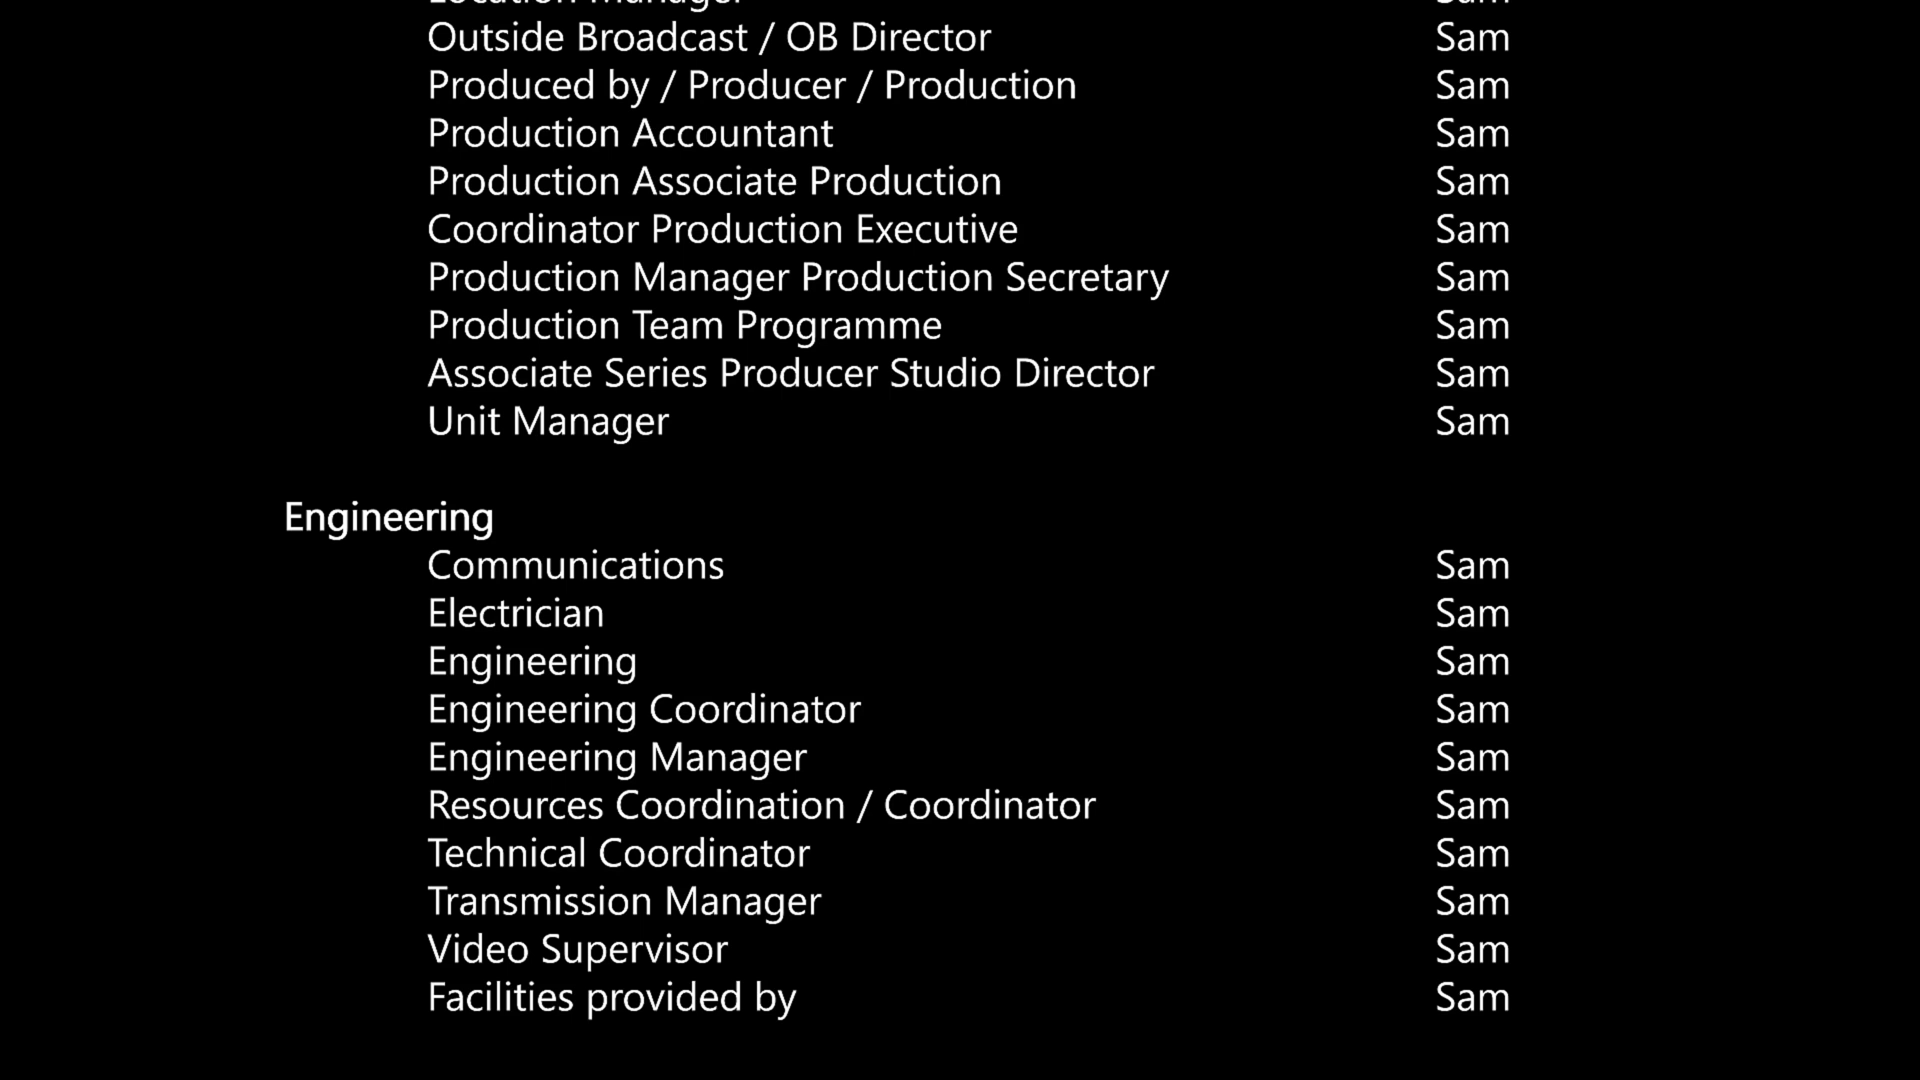 Location Manager Sam
Outside Broadcast / OB Director Sam
Produced by / Producer / Production Sam
Production Accountant Sam
Production Associate Production Sam
Coordinator Production Executive Sam
Production Manager Production Secretary Sam
Production Team Programme Sam
Associate Series Producer Studio Director Sam
Unit Manager Sam
Engineering
Communications Sam
Electrician Sam
Engineering Sam
Engineering Coordinator Sam
Engineering Manager Sam
Resources Coordination / Coordinator Sam
Technical Coordinator Sam
Transmission Manager Sam
Video Supervisor Sam
Facilities provided by Sam